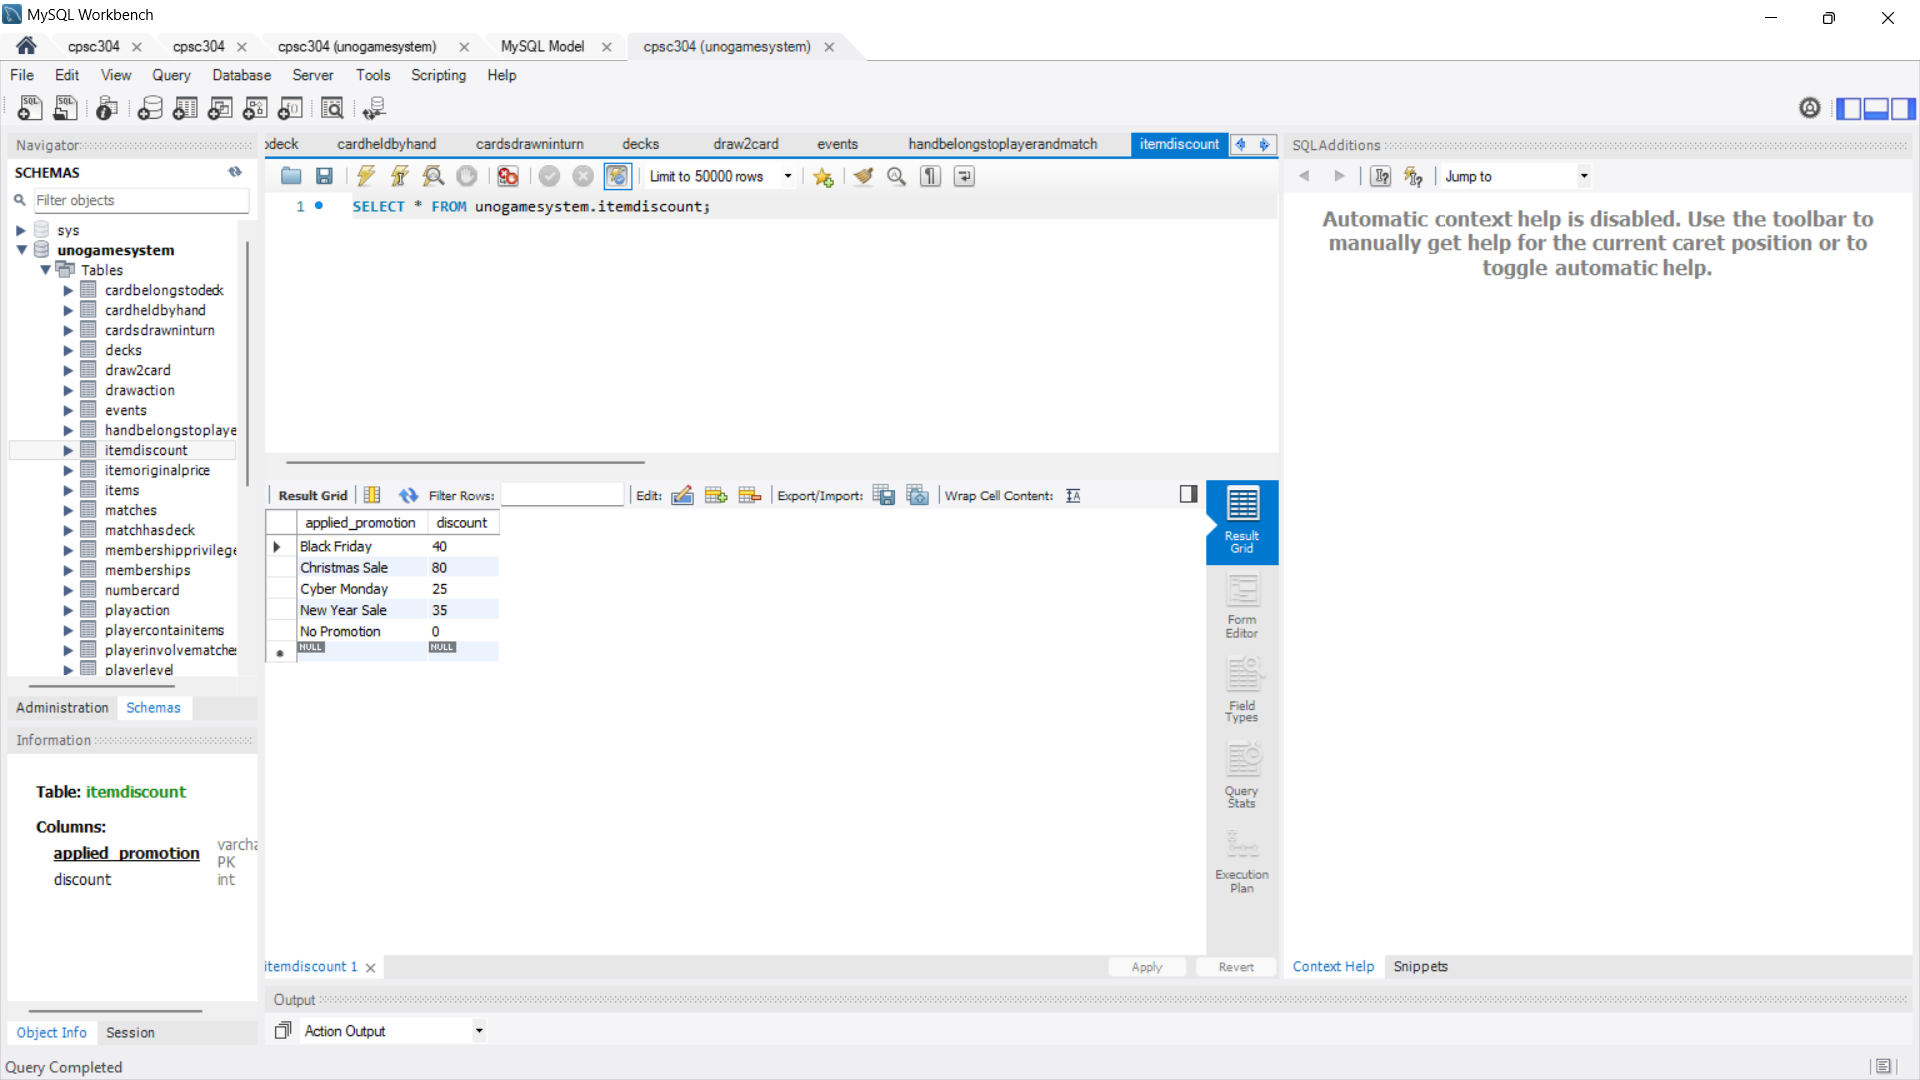 MySQL Workbench
cpsc304
cpsc304
cpsc304 (unogamesystem)
MySQL Model
cpsc304 (unogamesystem)
File Edit View Query Database Server Tools Scripting Help
Navigator
SCHEMAS
Filter objects
sys
unogamesystem
Tables
cardbelongstodeck
cardheldbyhand
cardsdrawninturn
decks
draw2card
drawaction
events
handbelongstoplaye
itemdiscount
itemoriginalprice
items
matches
matchhasdeck
membershipprivilege
memberships
numbercard
playaction
playercontainitems
playerinvolvematche
playerlevel
Administration Schemas
Information
Table: itemdiscount
Columns:
applied_promotion varcha
PK
discount int
Object Info Session
Query Completed
odeck cardheldbyhand cardsdrawninturn decks draw2card events handbelongstoplayerandmatch itemdiscount
Limit to 50000 rows
1 SELECT * FROM unogamesystem.itemdiscount;
Result Grid Filter Rows: Edit: Export/Import: Wrap Cell Content:
applied_promotion discount
Black Friday 40
Christmas Sale 80
Cyber Monday 25
New Year Sale 35
No Promotion 0
NULL NULL
Result
Grid
Form
Editor
Field
Types
Query
Stats
Execution
Plan
itemdiscount 1
Apply Revert
Output
Action Output
SQLAdditions
Jump to
Automatic context help is disabled. Use the toolbar to
manually get help for the current caret position or to
toggle automatic help.
Context Help Snippets